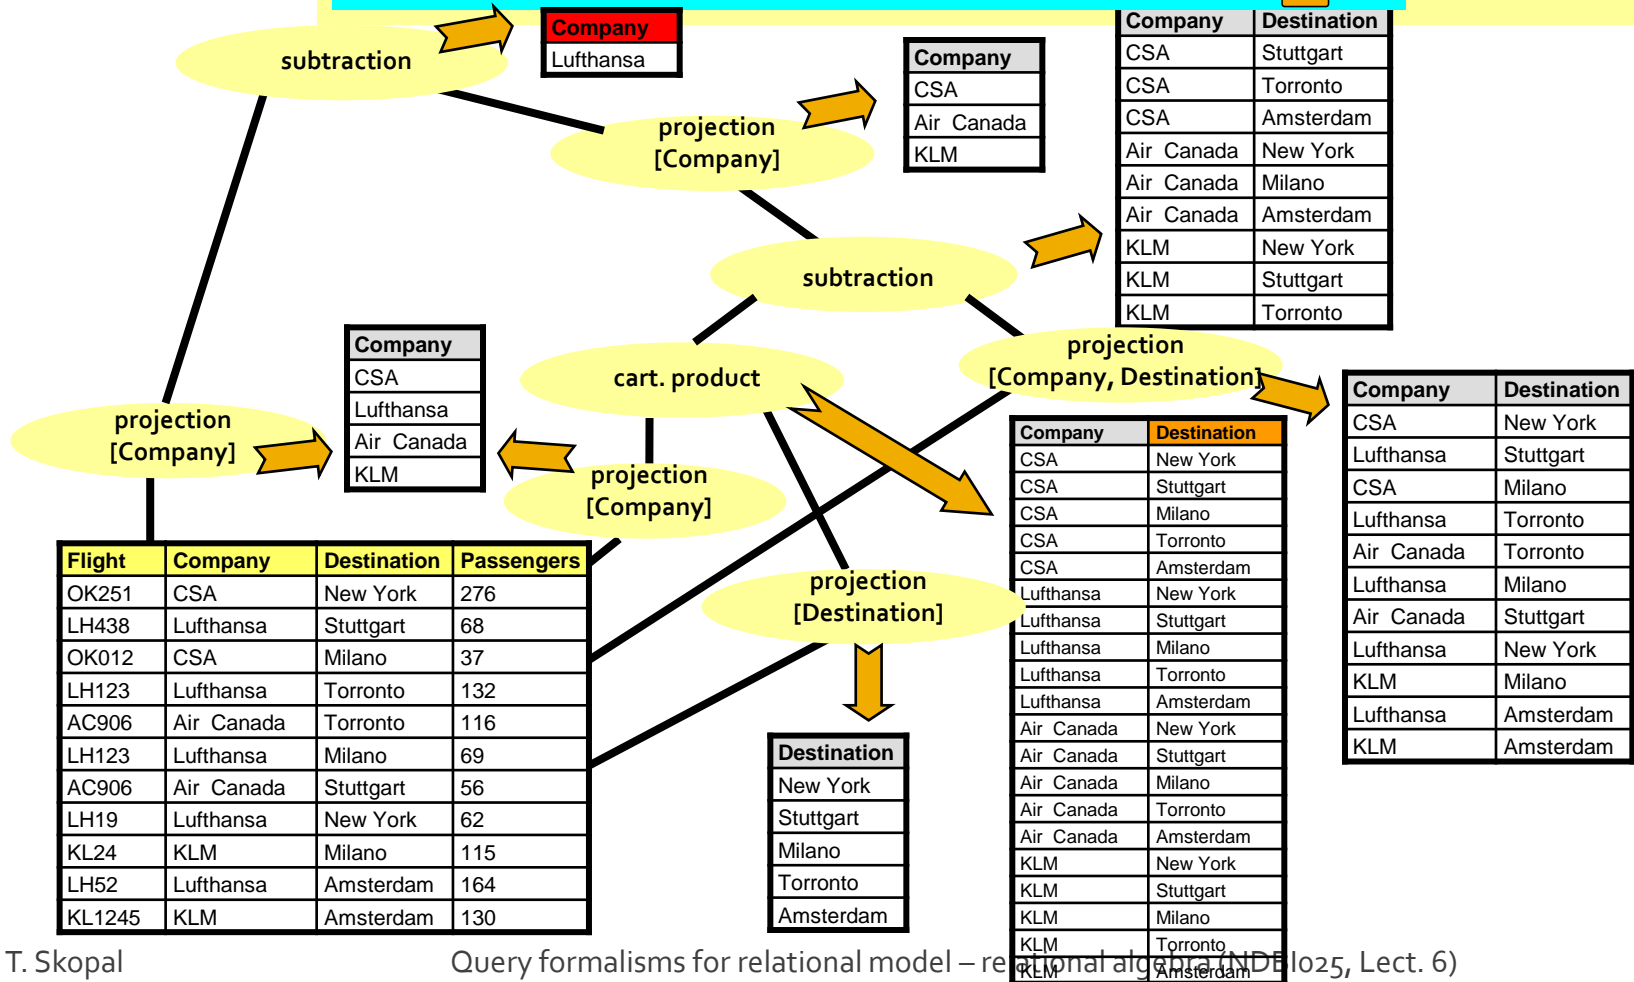 subtraction
Company
Lufthansa
Company
CSA
Air Canada
KLM
Company Destination
CSA Stuttgart
CSA Torronto
CSA Amsterdam
Air Canada New York
Air Canada Milano
Air Canada Amsterdam
KLM New York
KLM Stuttgart
KLM Torronto
projection
[Company]
subtraction
Company
CSA
Lufthansa
Air Canada
KLM
cart. product
projection
[Company, Destination]
projection
[Company]
projection
[Company]
Company Destination
CSA New York
Lufthansa Stuttgart
CSA Milano
Lufthansa Torronto
Air Canada Torronto
Lufthansa Milano
Air Canada Stuttgart
Lufthansa New York
KLM Milano
Lufthansa Amsterdam
KLM Amsterdam
Company Destination
CSA New York
CSA Stuttgart
CSA Milano
CSA Torronto
CSA Amsterdam
Lufthansa New York
Lufthansa Stuttgart
Lufthansa Milano
Lufthansa Torronto
Lufthansa Amsterdam
Air Canada New York
Air Canada Stuttgart
Air Canada Milano
Air Canada Torronto
Air Canada Amsterdam
KLM New York
KLM Stuttgart
KLM Milano
KLM Torronto
KLM Amsterdam
Flight Company Destination Passengers
OK251 CSA New York 276
LH438 Lufthansa Stuttgart 68
OK012 CSA Milano 37
LH123 Lufthansa Torronto 132
AC906 Air Canada Torronto 116
LH123 Lufthansa Milano 69
AC906 Air Canada Stuttgart 56
LH19 Lufthansa New York 62
KL24 KLM Milano 115
LH52 Lufthansa Amsterdam 164
KL1245 KLM Amsterdam 130
projection
[Destination]
Destination
New York
Stuttgart
Milano
Torronto
Amsterdam
T. Skopal
Query formalisms for relational model – relational algebra (NDBI025, Lect. 6)